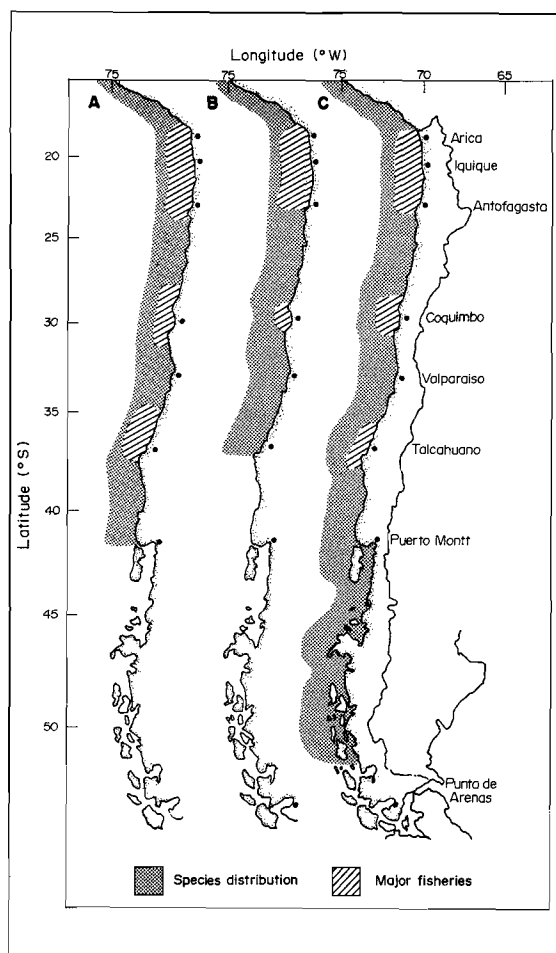 Longitude (° W)
75 75 75 70 65
A B C
Arica
20
Iquique
Antofagasta
25
30
Coquimbo
Valparaiso
35
Talcahuano
Latitude (°S)
40
Puerto Montt
45
50
Punta de
Arenas
Species distribution
Major fisheries